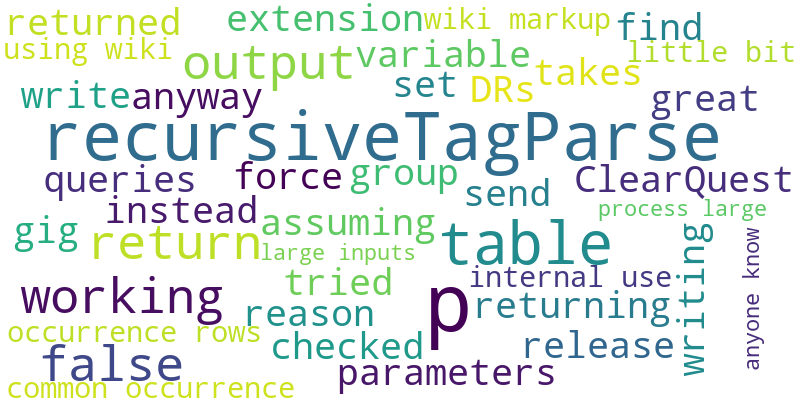 returned extension wiki markup find
using wiki output variable little bit
write anyway set DRs takes great
recursiveTagParse
queries force group send ClearQuest
gig instead assuming process large
return large inputs table
working tried p internal use returning writing anyone know
occurrence rows reason
false checked release
common occurrence parameters